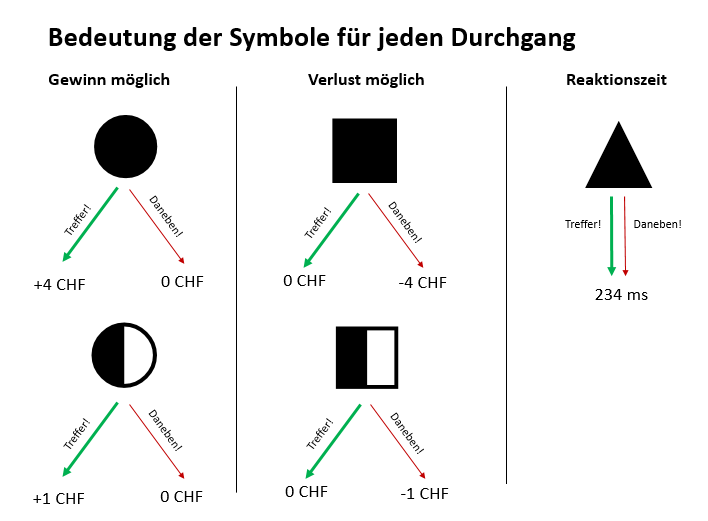 Bedeutung der Symbole für jeden Durchgang
Gewinn möglich
Verlust möglich
Reaktionszeit
Treffer!
Daneben!
+4 CHF
0 CHF
Treffer!
Daneben!
0 CHF
-4 CHF
Treffer!
Daneben!
234 ms
Treffer!
Daneben!
+1 CHF
0 CHF
Treffer!
Daneben!
0 CHF
-1 CHF